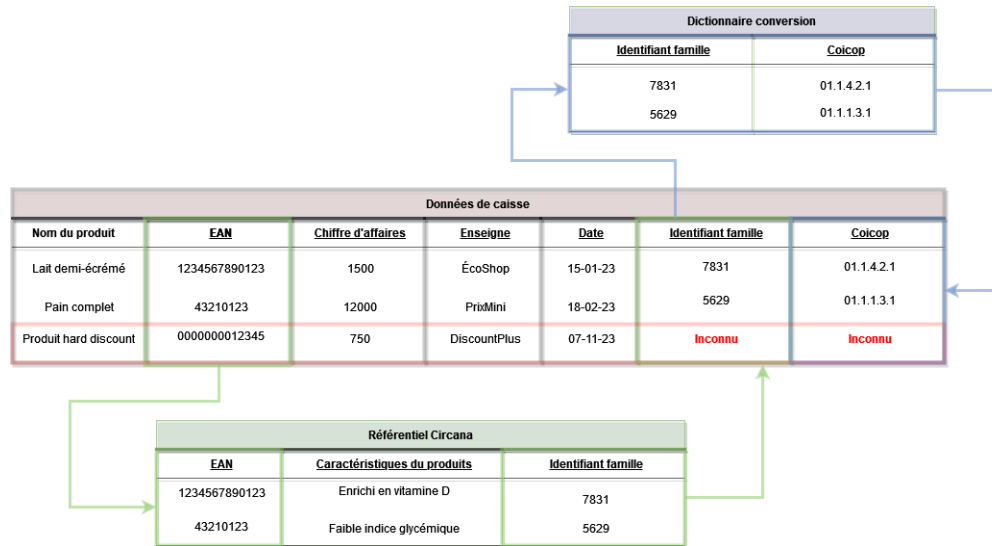 Dictionnaire conversion
Identifiant famille Coicop
7831 01.1.4.2.1
5629 01.1.1.3.1
Données de caisse
Nom du produit EAN Chiffre d'affaires Enseigne Date Identifiant famille Coicop
Lait demi-écrémé 1234567890123 1500 ÉcoShop 15-01-23 7831 01.1.4.2.1
Pain complet 43210123 12000 PrixMini 18-02-23 5629 01.1.1.3.1
Produit hard discount 0000000012345 750 DiscountPlus 07-11-23 Inconnu Inconnu
Référentiel Circana
EAN Caractéristiques du produits Identifiant famille
1234567890123 Enrichi en vitamine D 7831
43210123 Faible indice glycémique 5629